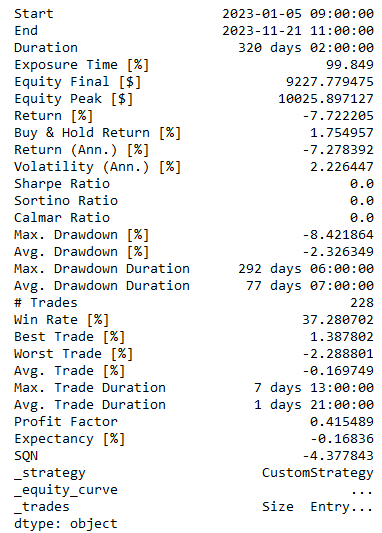 Start 2023-01-05 09:00:00
End 2023-11-21 11:00:00
Duration 320 days 02:00:00
Exposure Time [%] 99.849
Equity Final [$] 9227.779475
Equity Peak [$] 10025.897127
Return [%] -7.722205
Buy & Hold Return [%] 1.754957
Return (Ann.) [%] -7.278392
Volatility (Ann.) [%] 2.226447
Sharpe Ratio 0.0
Sortino Ratio 0.0
Calmar Ratio 0.0
Max. Drawdown [%] -8.421864
Avg. Drawdown [%] -2.326349
Max. Drawdown Duration 292 days 06:00:00
Avg. Drawdown Duration 77 days 07:00:00
# Trades 228
Win Rate [%] 37.280702
Best Trade [%] 1.387802
Worst Trade [%] -2.288801
Avg. Trade [%] -0.169749
Max. Trade Duration 7 days 13:00:00
Avg. Trade Duration 1 days 21:00:00
Profit Factor 0.415489
Expectancy [%] -0.16836
SQN -4.377843
_strategy CustomStrategy
_equity_curve ...
_trades Size Entry...
dtype: object